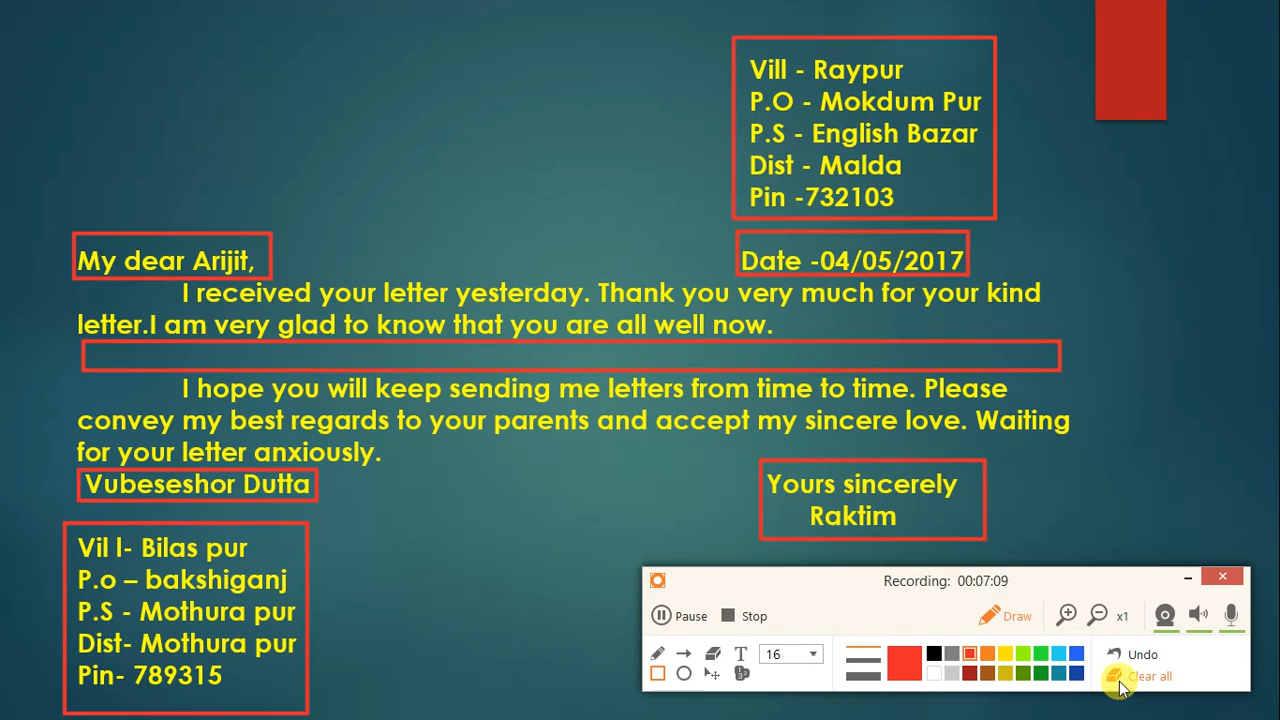 Vill - Raypur
P.O - Mokdum Pur
P.S - English Bazar
Dist - Malda
Pin -732103
My dear Arijit,
Date -04/05/2017
I received your letter yesterday. Thank you very much for your kind
letter.I am very glad to know that you are all well now.
I hope you will keep sending me letters from time to time. Please
convey my best regards to your parents and accept my sincere love. Waiting
for your letter anxiously.
Vubeseshor Dutta
Yours sincerely
Raktim
Vil l- Bilas pur
P.o – bakshiganj
P.S - Mothura pur
Dist- Mothura pur
Pin- 789315
Recording: 00:07:09
Pause
Stop
Draw
x1
T
16
Undo
Clear all